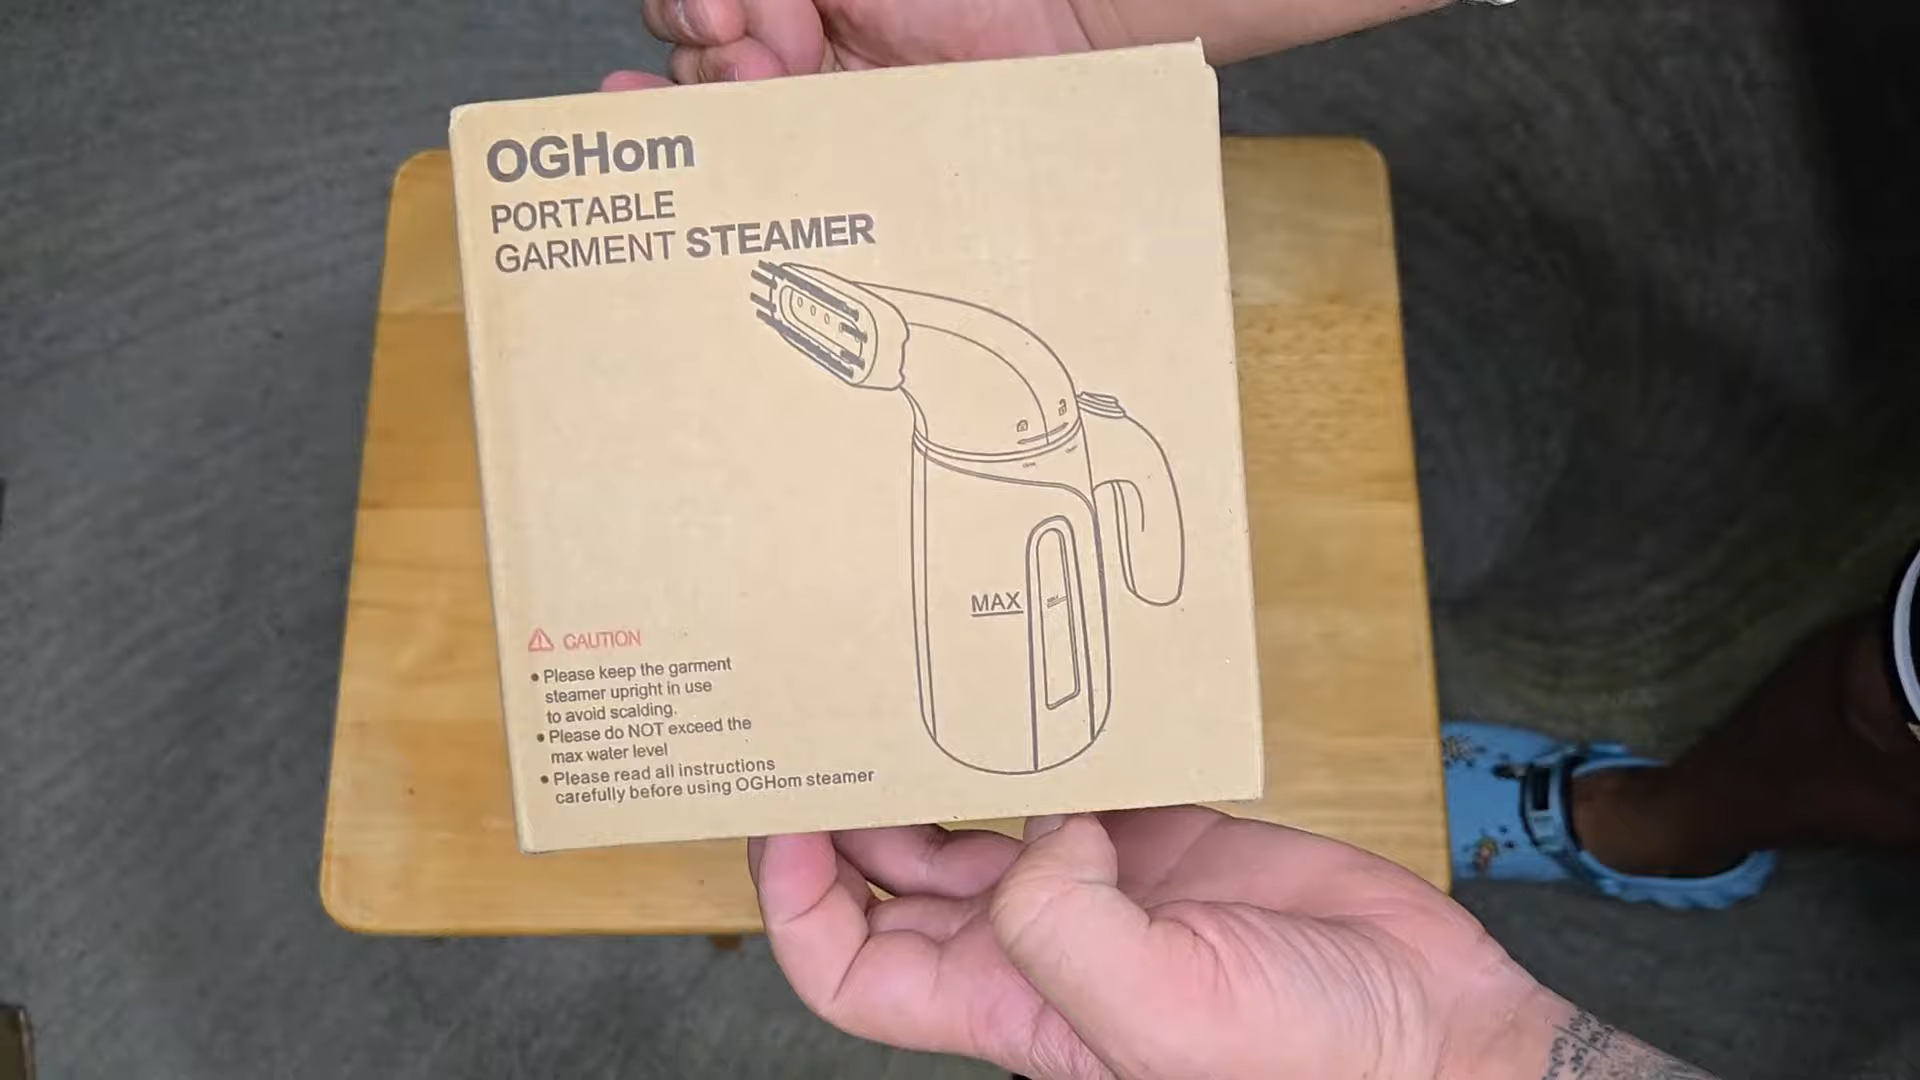 OGHom
PORTABLE
GARMENT STEAMER
MAX
CAUTION
• Please keep the garment
steamer upright in use
to avoid scalding.
• Please do NOT exceed the
max water level
• Please read all instructions
carefully before using OGHom steamer